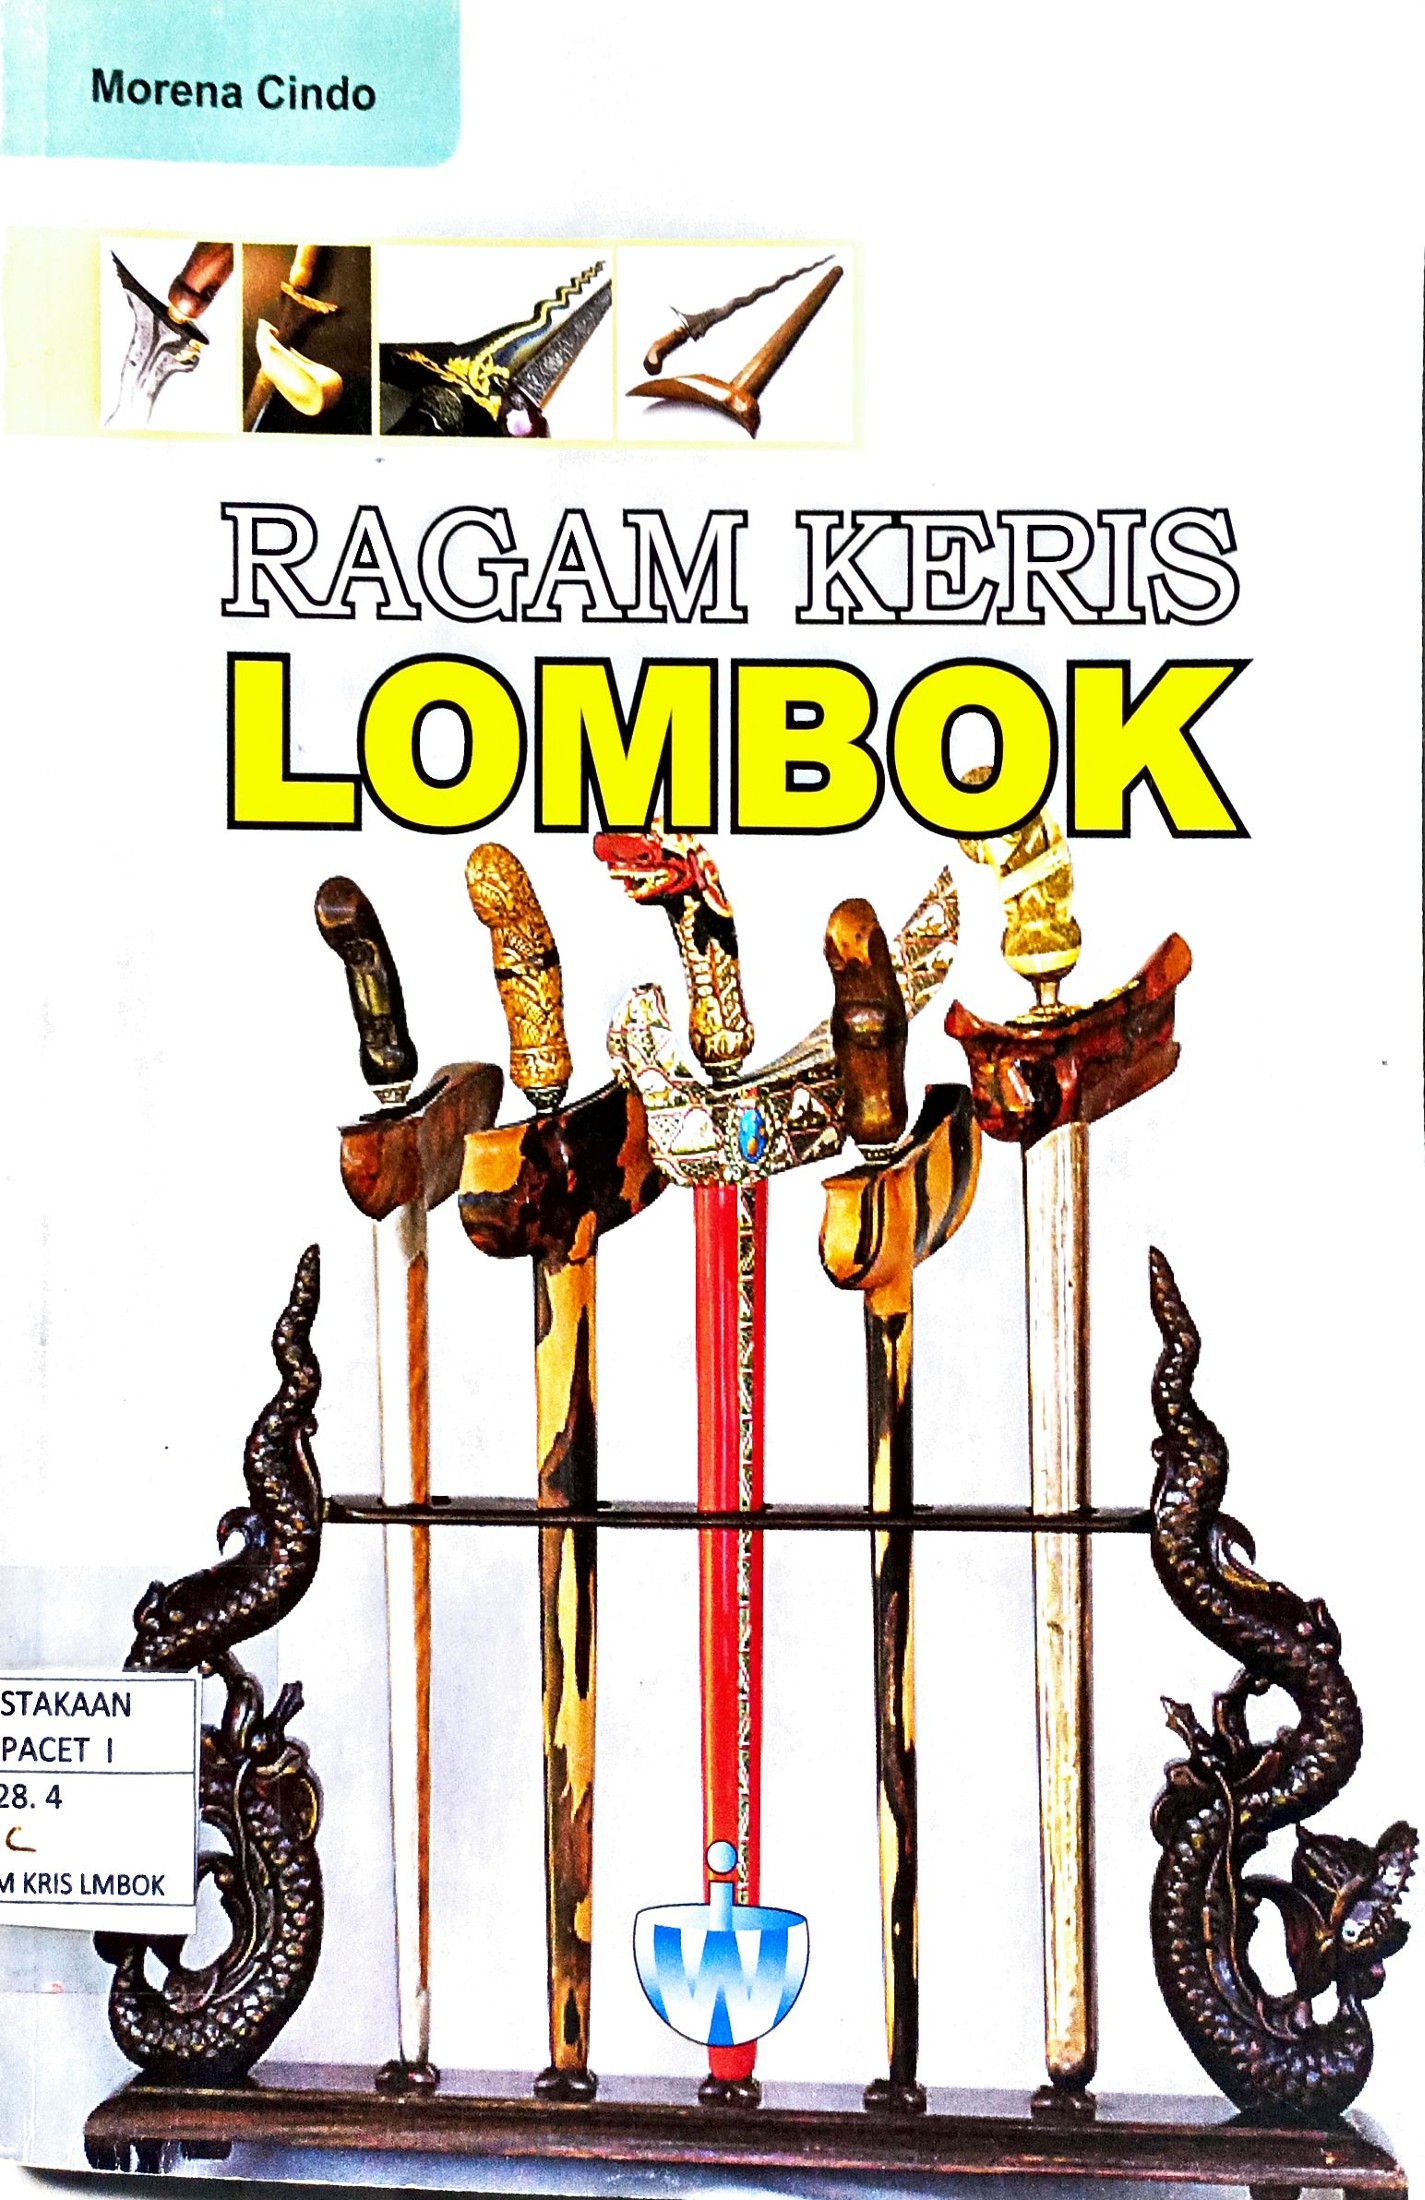 Morena Cindo
RAGAM KERIS
LOMBOK
STAKAAN
PACET I
28. 4
C
M KRIS LMBOK
W